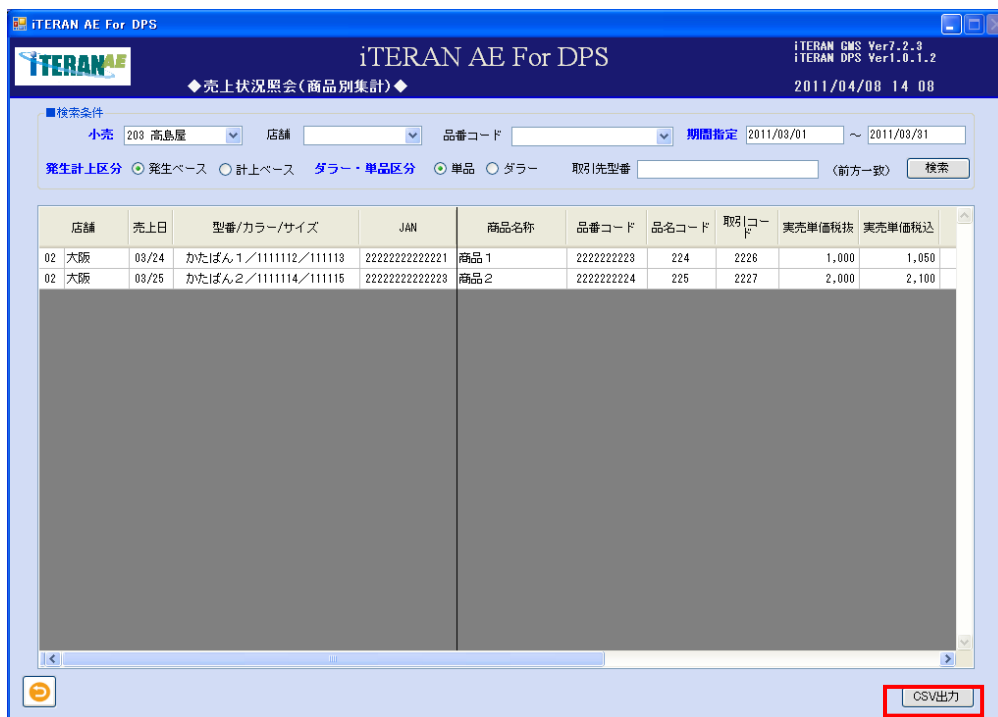 iTERAN AE For DPS
iTERAN AE
iTERAN AE For DPS
iTERAN GMS Ver7.2.3
iTERAN DPS Ver1.0.1.2
◆売上状況照会(商品別集計)◆
2011/04/08 14 08
■検索条件
小売 203 高島屋 店舗 品番コード 期間指定 2011/03/01 ～ 2011/03/31
発生計上区分 発生ベース 計上ベース ダラー・単品区分 単品 ダラー 取引先型番 (前方一致) 検索
店舗 売上日 型番/カラー/サイズ JAN 商品名称 品番コード 品名コード 取引コード 実売単価税抜 実売単価税込
02 大阪 03/24 かたばん１／1111112／111113 22222222222221 商品１ 2222222223 224 2226 1,000 1,050
02 大阪 03/25 かたばん２／1111114／111115 22222222222223 商品２ 2222222224 225 2227 2,000 2,100
CSV出力